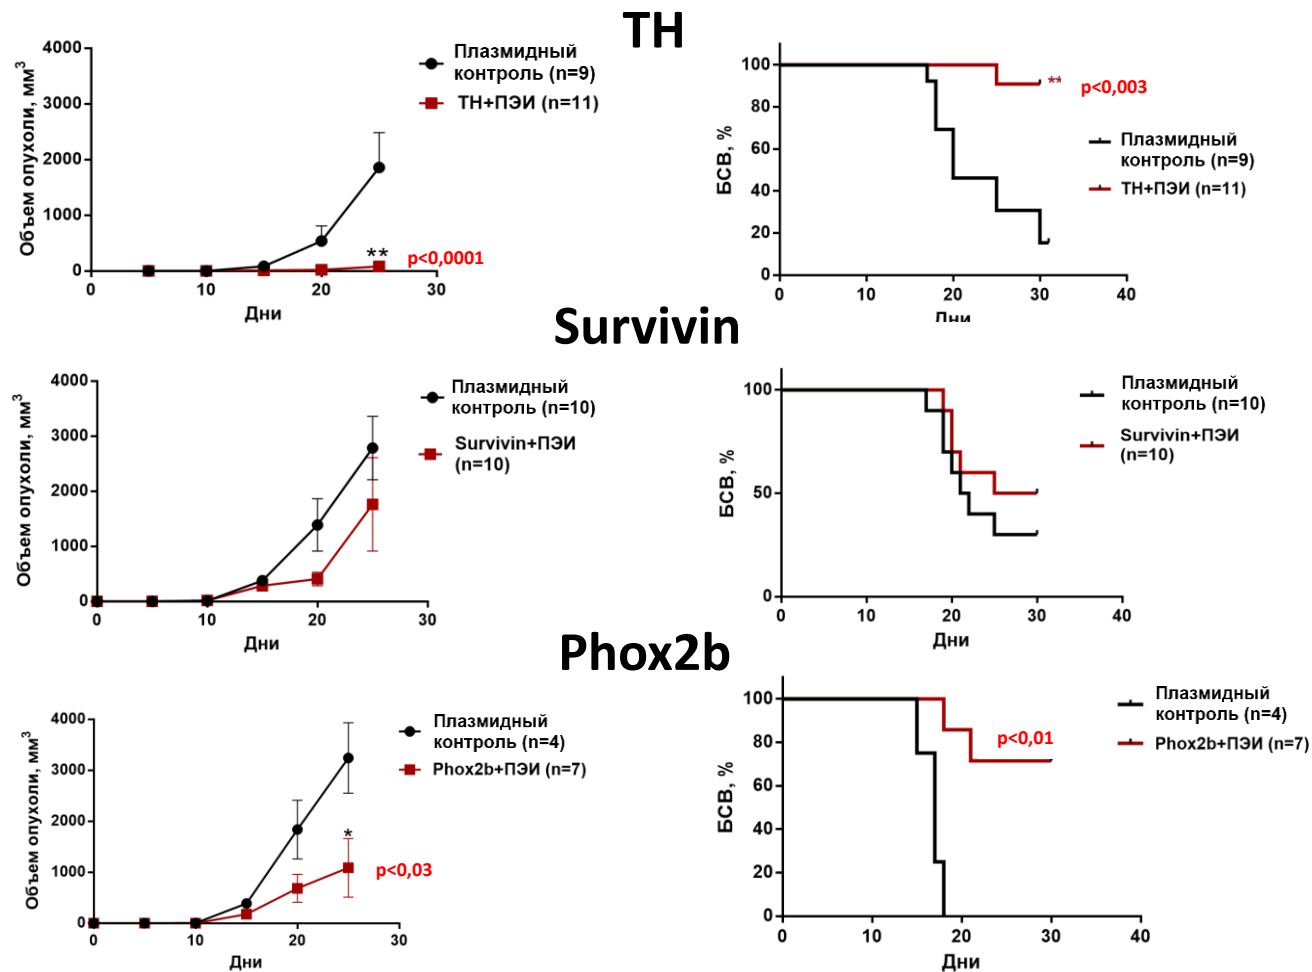 TH
4000
3000
2000
1000
0
0
10
20
30
Объем опухоли, мм³
Дни
Плазмидный
контроль (n=9)
TH+ПЭИ (n=11)
**
p<0,0001
100
80
60
40
20
0
0
10
20
30
40
БСВ, %
Дни
**
p<0,003
Плазмидный
контроль (n=9)
TH+ПЭИ (n=11)
Survivin
4000
3000
2000
1000
0
0
10
20
30
Объем опухоли, мм³
Дни
Плазмидный
контроль (n=10)
Survivin+ПЭИ
(n=10)
100
50
0
0
10
20
30
40
БСВ, %
Дни
Плазмидный
контроль (n=10)
Survivin+ПЭИ
(n=10)
Phox2b
4000
3000
2000
1000
0
0
10
20
30
Объем опухоли, мм³
Дни
Плазмидный
контроль (n=4)
Phox2b+ПЭИ (n=7)
*
p<0,03
100
80
60
40
20
0
0
10
20
30
40
БСВ, %
Дни
p<0,01
Плазмидный
контроль (n=4)
Phox2b+ПЭИ (n=7)